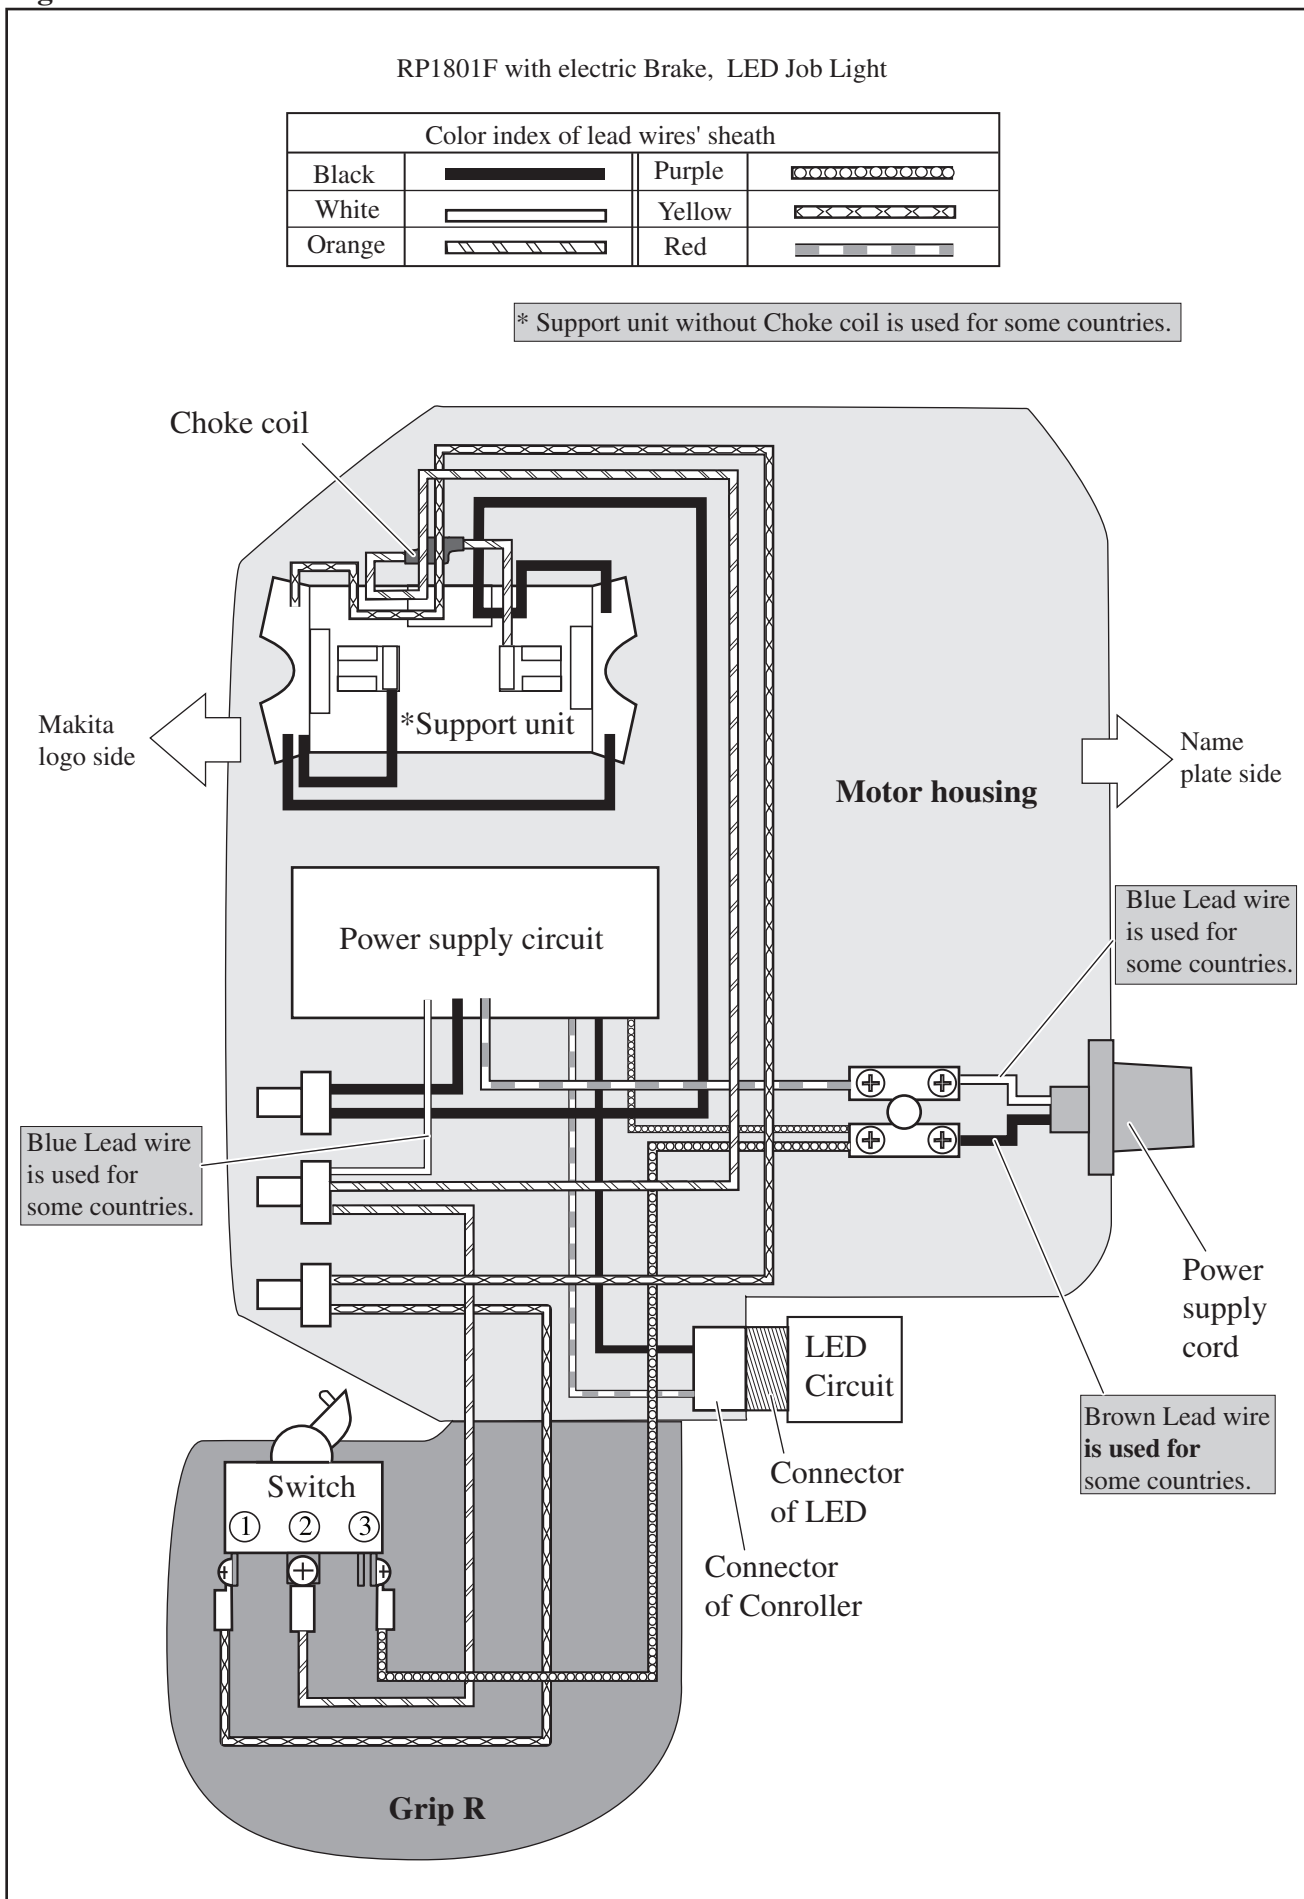 RP1801F with electric Brake, LED Job Light
Color index of lead wires' sheath
Black
Purple
White
Yellow
Orange
Red
* Support unit without Choke coil is used for some countries.
Choke coil
*Support unit
Makita
logo side
Name
plate side
Motor housing
Power supply circuit
Blue Lead wire
is used for
some countries.
Blue Lead wire
is used for
some countries.
Power
supply
cord
LED
Circuit
Brown Lead wire
is used for
some countries.
Connector
of LED
Connector
of Conroller
Switch
1 2 3
Grip R